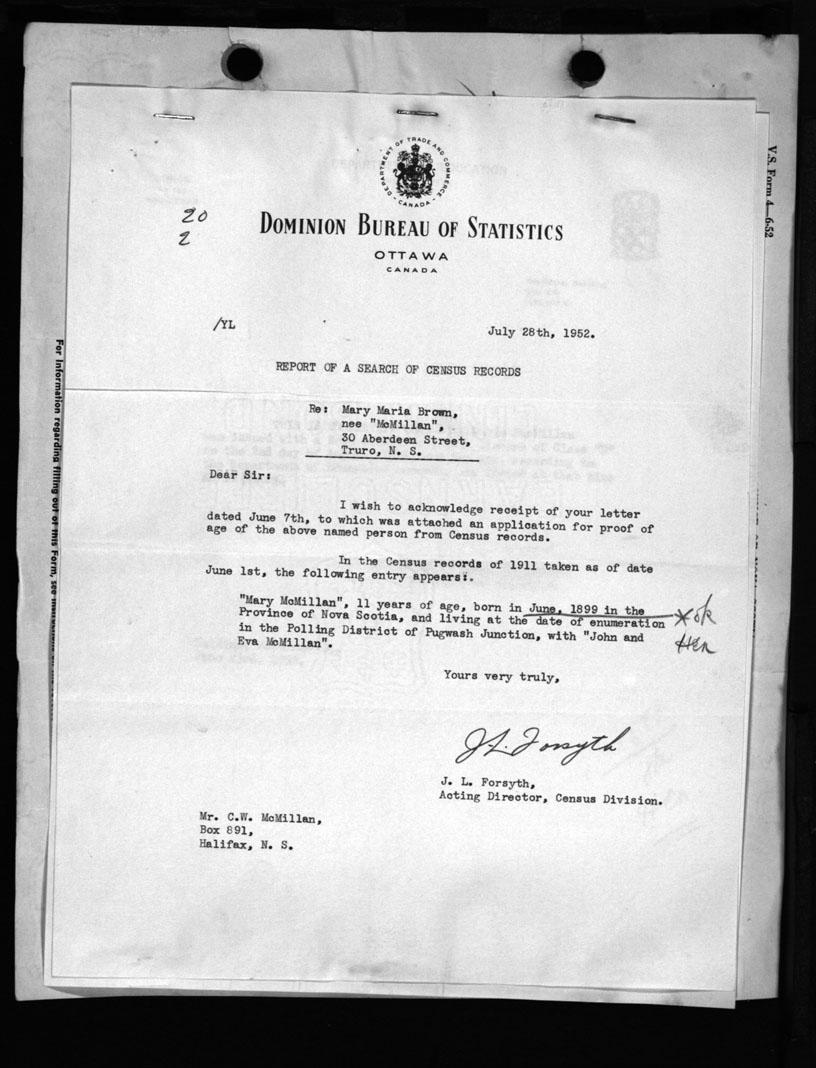 V.S. Form 4—6-52
DEPARTMENT OF TRADE AND COMMERCE - CANADA -
20
2
DOMINION BUREAU OF STATISTICS
OTTAWA
CANADA
/YL
July 28th, 1952.
REPORT OF A SEARCH OF CENSUS RECORDS
Re: Mary Maria Brown,
nee "McMillan",
30 Aberdeen Street,
Truro, N. S.
Dear Sir:
I wish to acknowledge receipt of your letter
dated June 7th, to which was attached an application for proof of
age of the above named person from Census records.
In the Census records of 1911 taken as of date
June 1st, the following entry appears:.
"Mary McMillan", 11 years of age, born in June, 1899 in the
Province of Nova Scotia, and living at the date of enumeration
in the Polling District of Pugwash Junction, with "John and
Eva McMillan".
ok
Yours very truly,
J L. Forsyth
J. L. Forsyth,
Acting Director, Census Division.
Mr. C.W. McMillan,
Box 891,
Halifax, N. S.
For Information regarding filling out of this Form, see